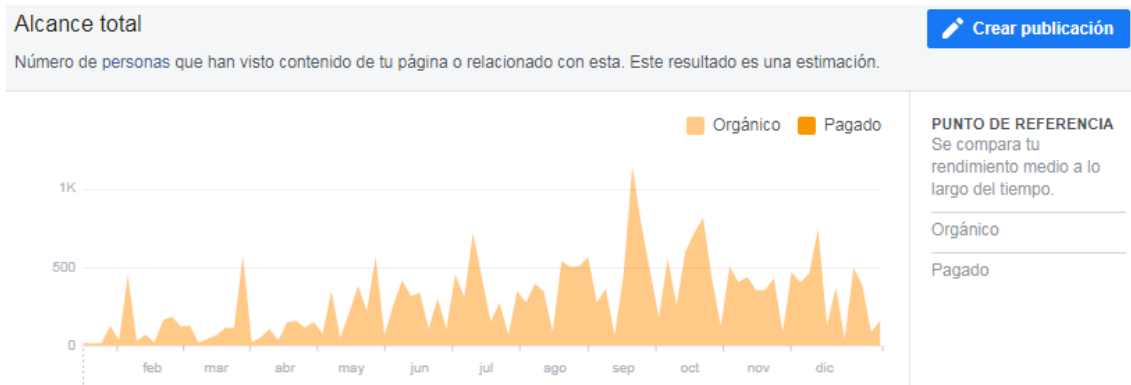 Alcance total
Crear publicación
Número de personas que han visto contenido de tu página o relacionado con esta. Este resultado es una estimación.
Orgánico Pagado
1K
500
0
feb mar abr may jun jul ago sep oct nov dic
PUNTO DE REFERENCIA
Se compara tu
rendimiento medio a lo
largo del tiempo.
Orgánico
Pagado